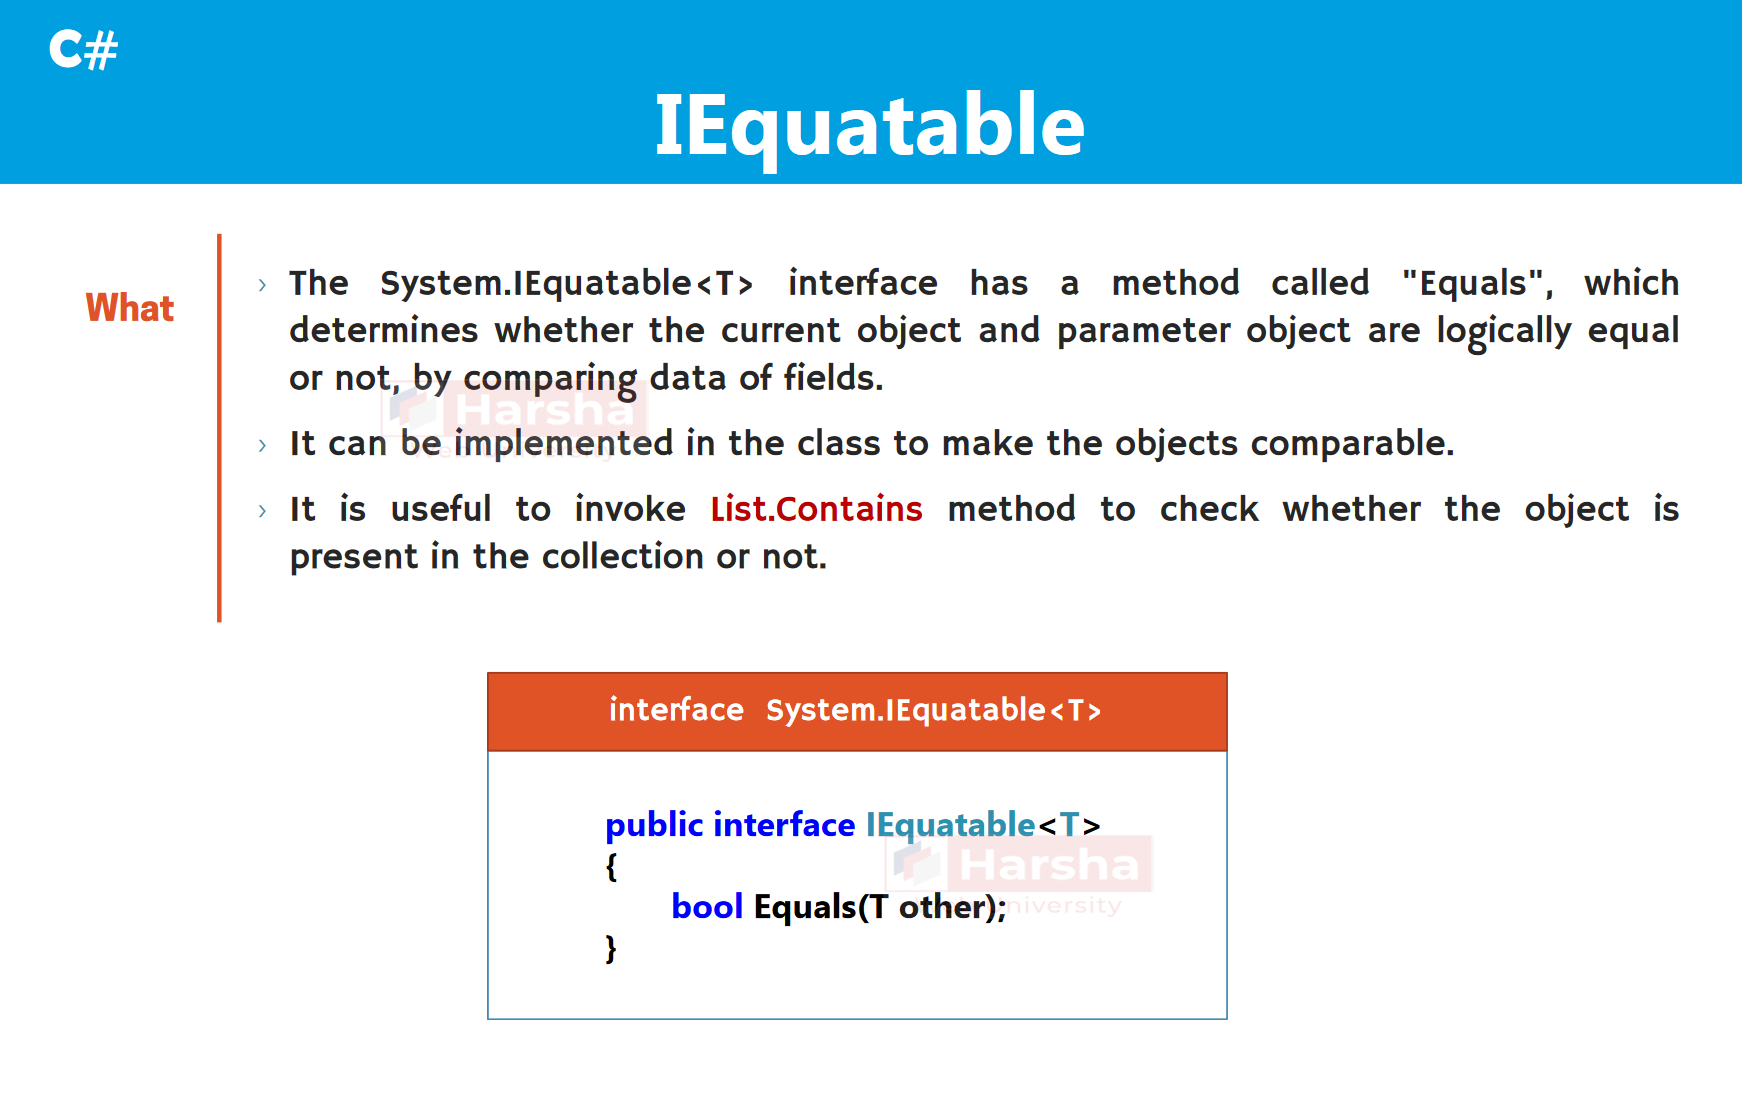 C#
IEquatable
What
› The System.IEquatable<T> interface has a method called "Equals", which
determines whether the current object and parameter object are logically equal
or not, by comparing data of fields.
› It can be implemented in the class to make the objects comparable.
› It is useful to invoke List.Contains method to check whether the object is
present in the collection or not.
Harsha
interface System.IEquatable<T>
public interface IEquatable<T>
{
bool Equals(T other);
}
Harsha